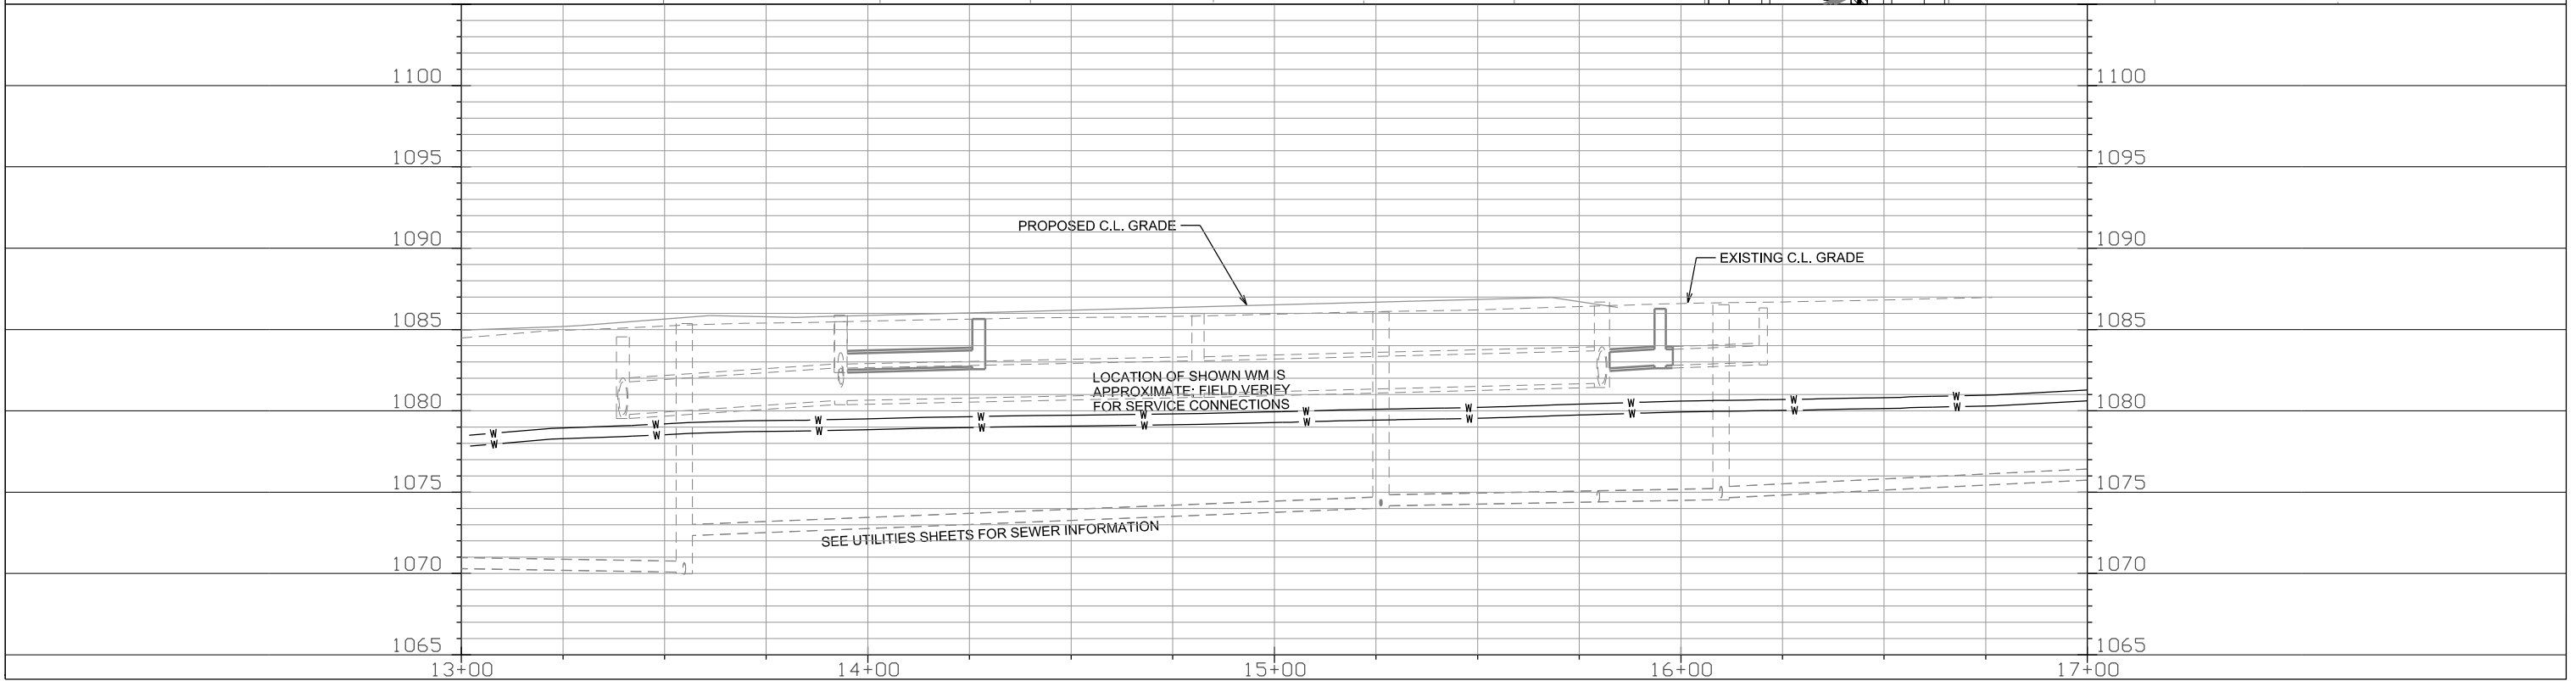 1100
1100
1095
1095
1090
1090
PROPOSED C.L. GRADE
EXISTING C.L. GRADE
1085
1085
LOCATION OF SHOWN WM IS
APPROXIMATE; FIELD VERIFY
FOR SERVICE CONNECTIONS
1080
1080
W W W W W W W W W W
W W W W W W W W W
1075
1075
SEE UTILITIES SHEETS FOR SEWER INFORMATION
1070
1070
1065
1065
13+00
14+00
15+00
16+00
17+00